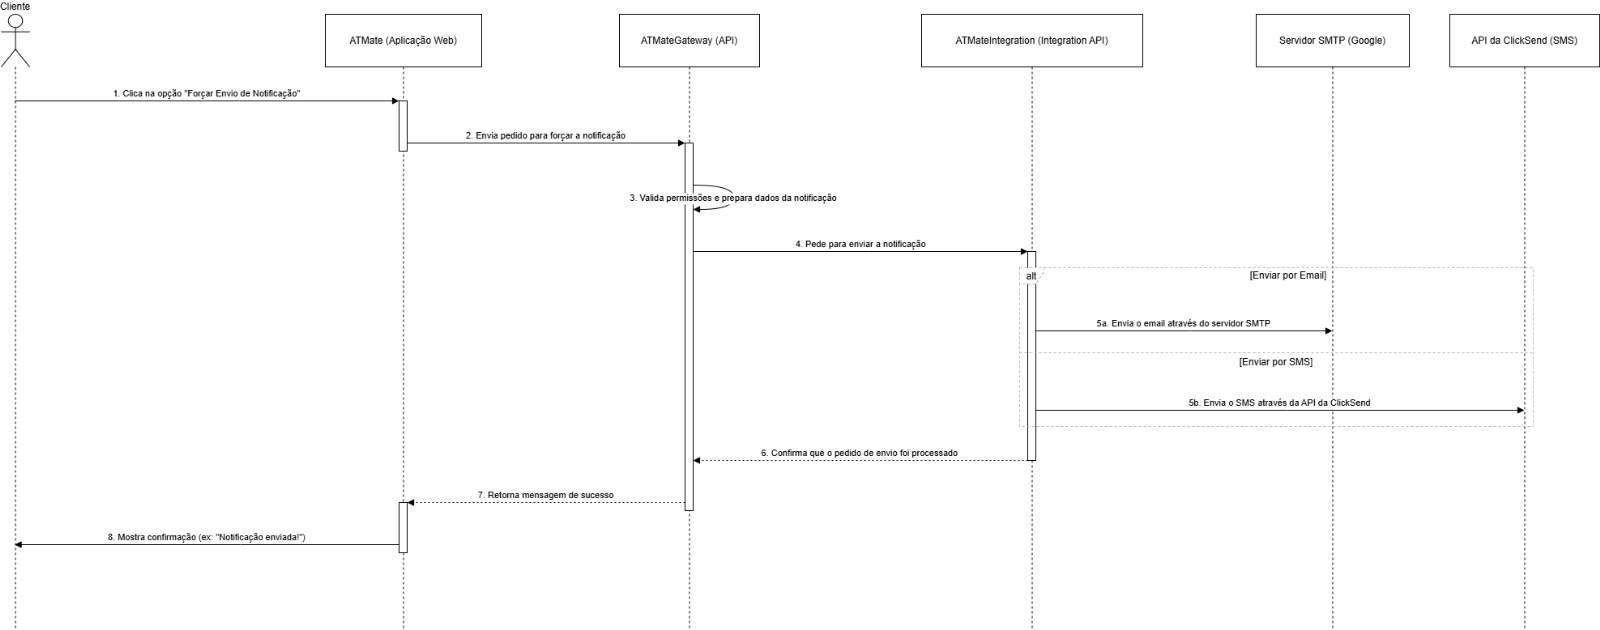 Cliente
ATMate (Aplicação Web)
ATMateGateway (API)
ATMateIntegration (Integration API)
Servidor SMTP (Google)
API da ClickSend (SMS)
1. Clica na opção "Forçar Envio de Notificação"
2. Envia pedido para forçar a notificação
3. Valida permissões e prepara dados da notificação
4. Pede para enviar a notificação
alt
[Enviar por Email]
5a. Envia o email através do servidor SMTP
[Enviar por SMS]
5b. Envia o SMS através da API da ClickSend
6. Confirma que o pedido de envio foi processado
7. Retorna mensagem de sucesso
8. Mostra confirmação (ex: "Notificação enviada!")